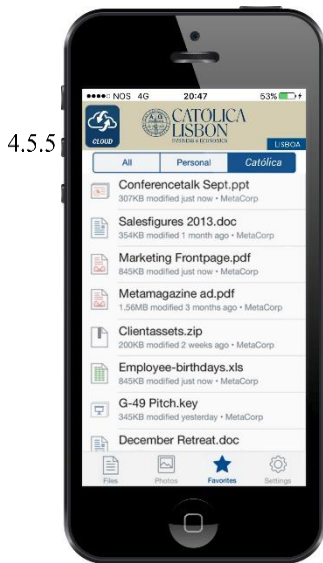 4.5.5
NOS 4G 20:47 53%
CLOUD
CATÓLICA
LISBON
BUSINESS & ECONOMICS
LISBOA
All Personal Católica
Conferencetalk Sept.ppt
307KB modified just now • MetaCorp
Salesfigures 2013.doc
354KB modified 1 month ago • MetaCorp
Marketing Frontpage.pdf
845KB modified just now • MetaCorp
Metamagazine ad.pdf
1.56MB modified 3 months ago • MetaCorp
Clientassets.zip
200KB modified 2 weeks ago • MetaCorp
Employee-birthdays.xls
845KB modified just now • MetaCorp
G-49 Pitch.key
345KB modified yesterday • MetaCorp
December Retreat.doc
Files Photos Favorites Settings